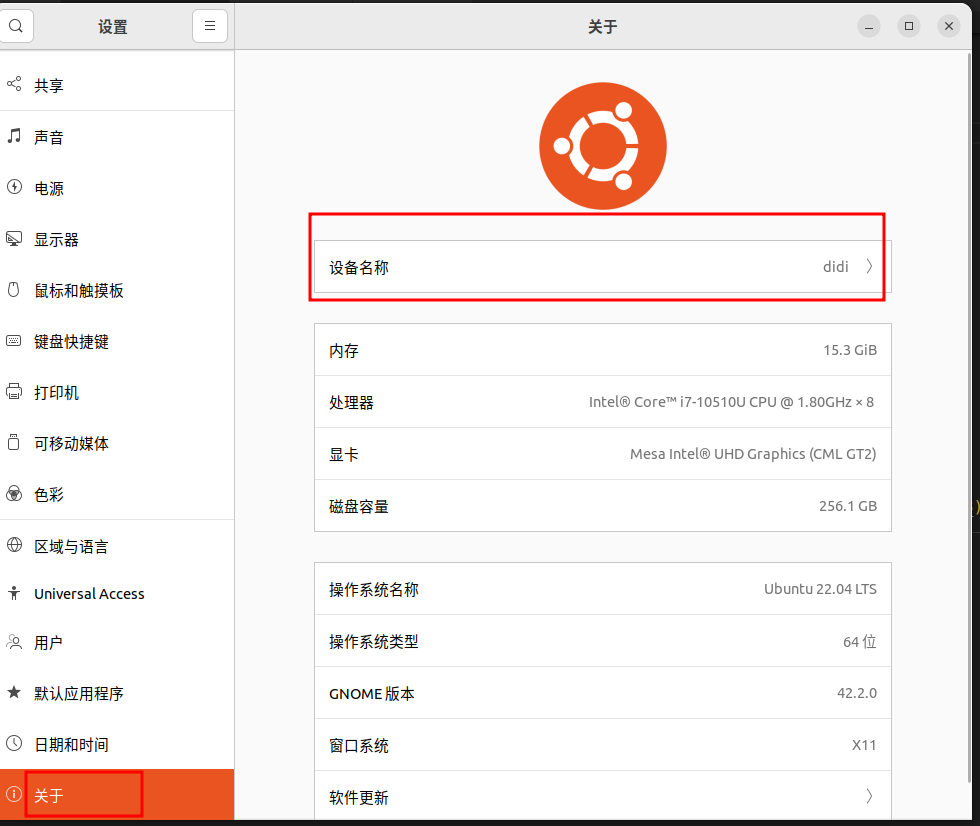 设置
关于
共享
声音
电源
显示器
鼠标和触摸板
键盘快捷键
打印机
可移动媒体
色彩
区域与语言
Universal Access
用户
默认应用程序
日期和时间
关于
设备名称 didi
内存 15.3 GiB
处理器 Intel® Core™ i7-10510U CPU @ 1.80GHz × 8
显卡 Mesa Intel® UHD Graphics (CML GT2)
磁盘容量 256.1 GB
操作系统名称 Ubuntu 22.04 LTS
操作系统类型 64 位
GNOME 版本 42.2.0
窗口系统 X11
软件更新